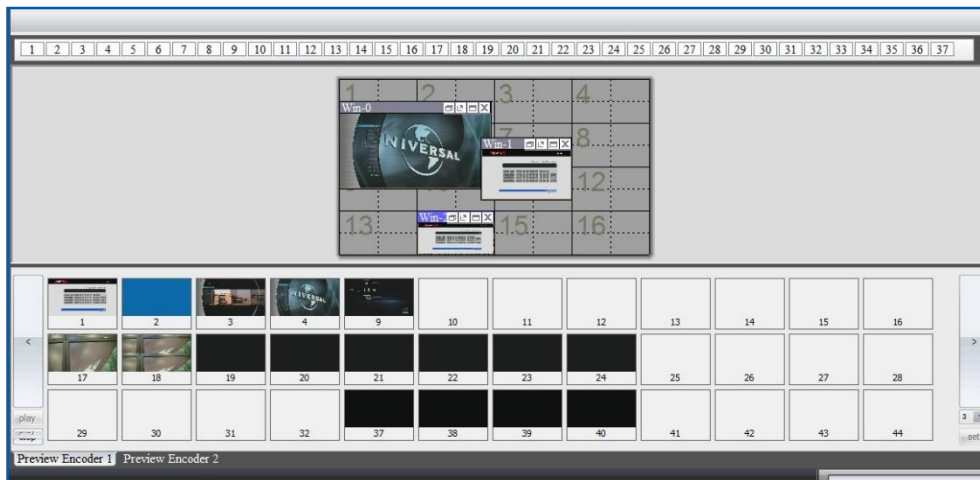 1 2 3 4 5 6 7 8 9 10 11 12 13 14 15 16 17 18 19 20 21 22 23 24 25 26 27 28 29 30 31 32 33 34 35 36 37
1 2 3 4
Win-0
7 8
NIVERSAL
Win-1
12
Win-
13 15 16
NIVERSAL
1 2 3 4 9 10 11 12 13 14 15 16
< >
17 18 19 20 21 22 23 24 25 26 27 28
play 3
29 30 31 32 37 38 39 40 41 42 43 44
stop set
Preview Encoder 1 Preview Encoder 2